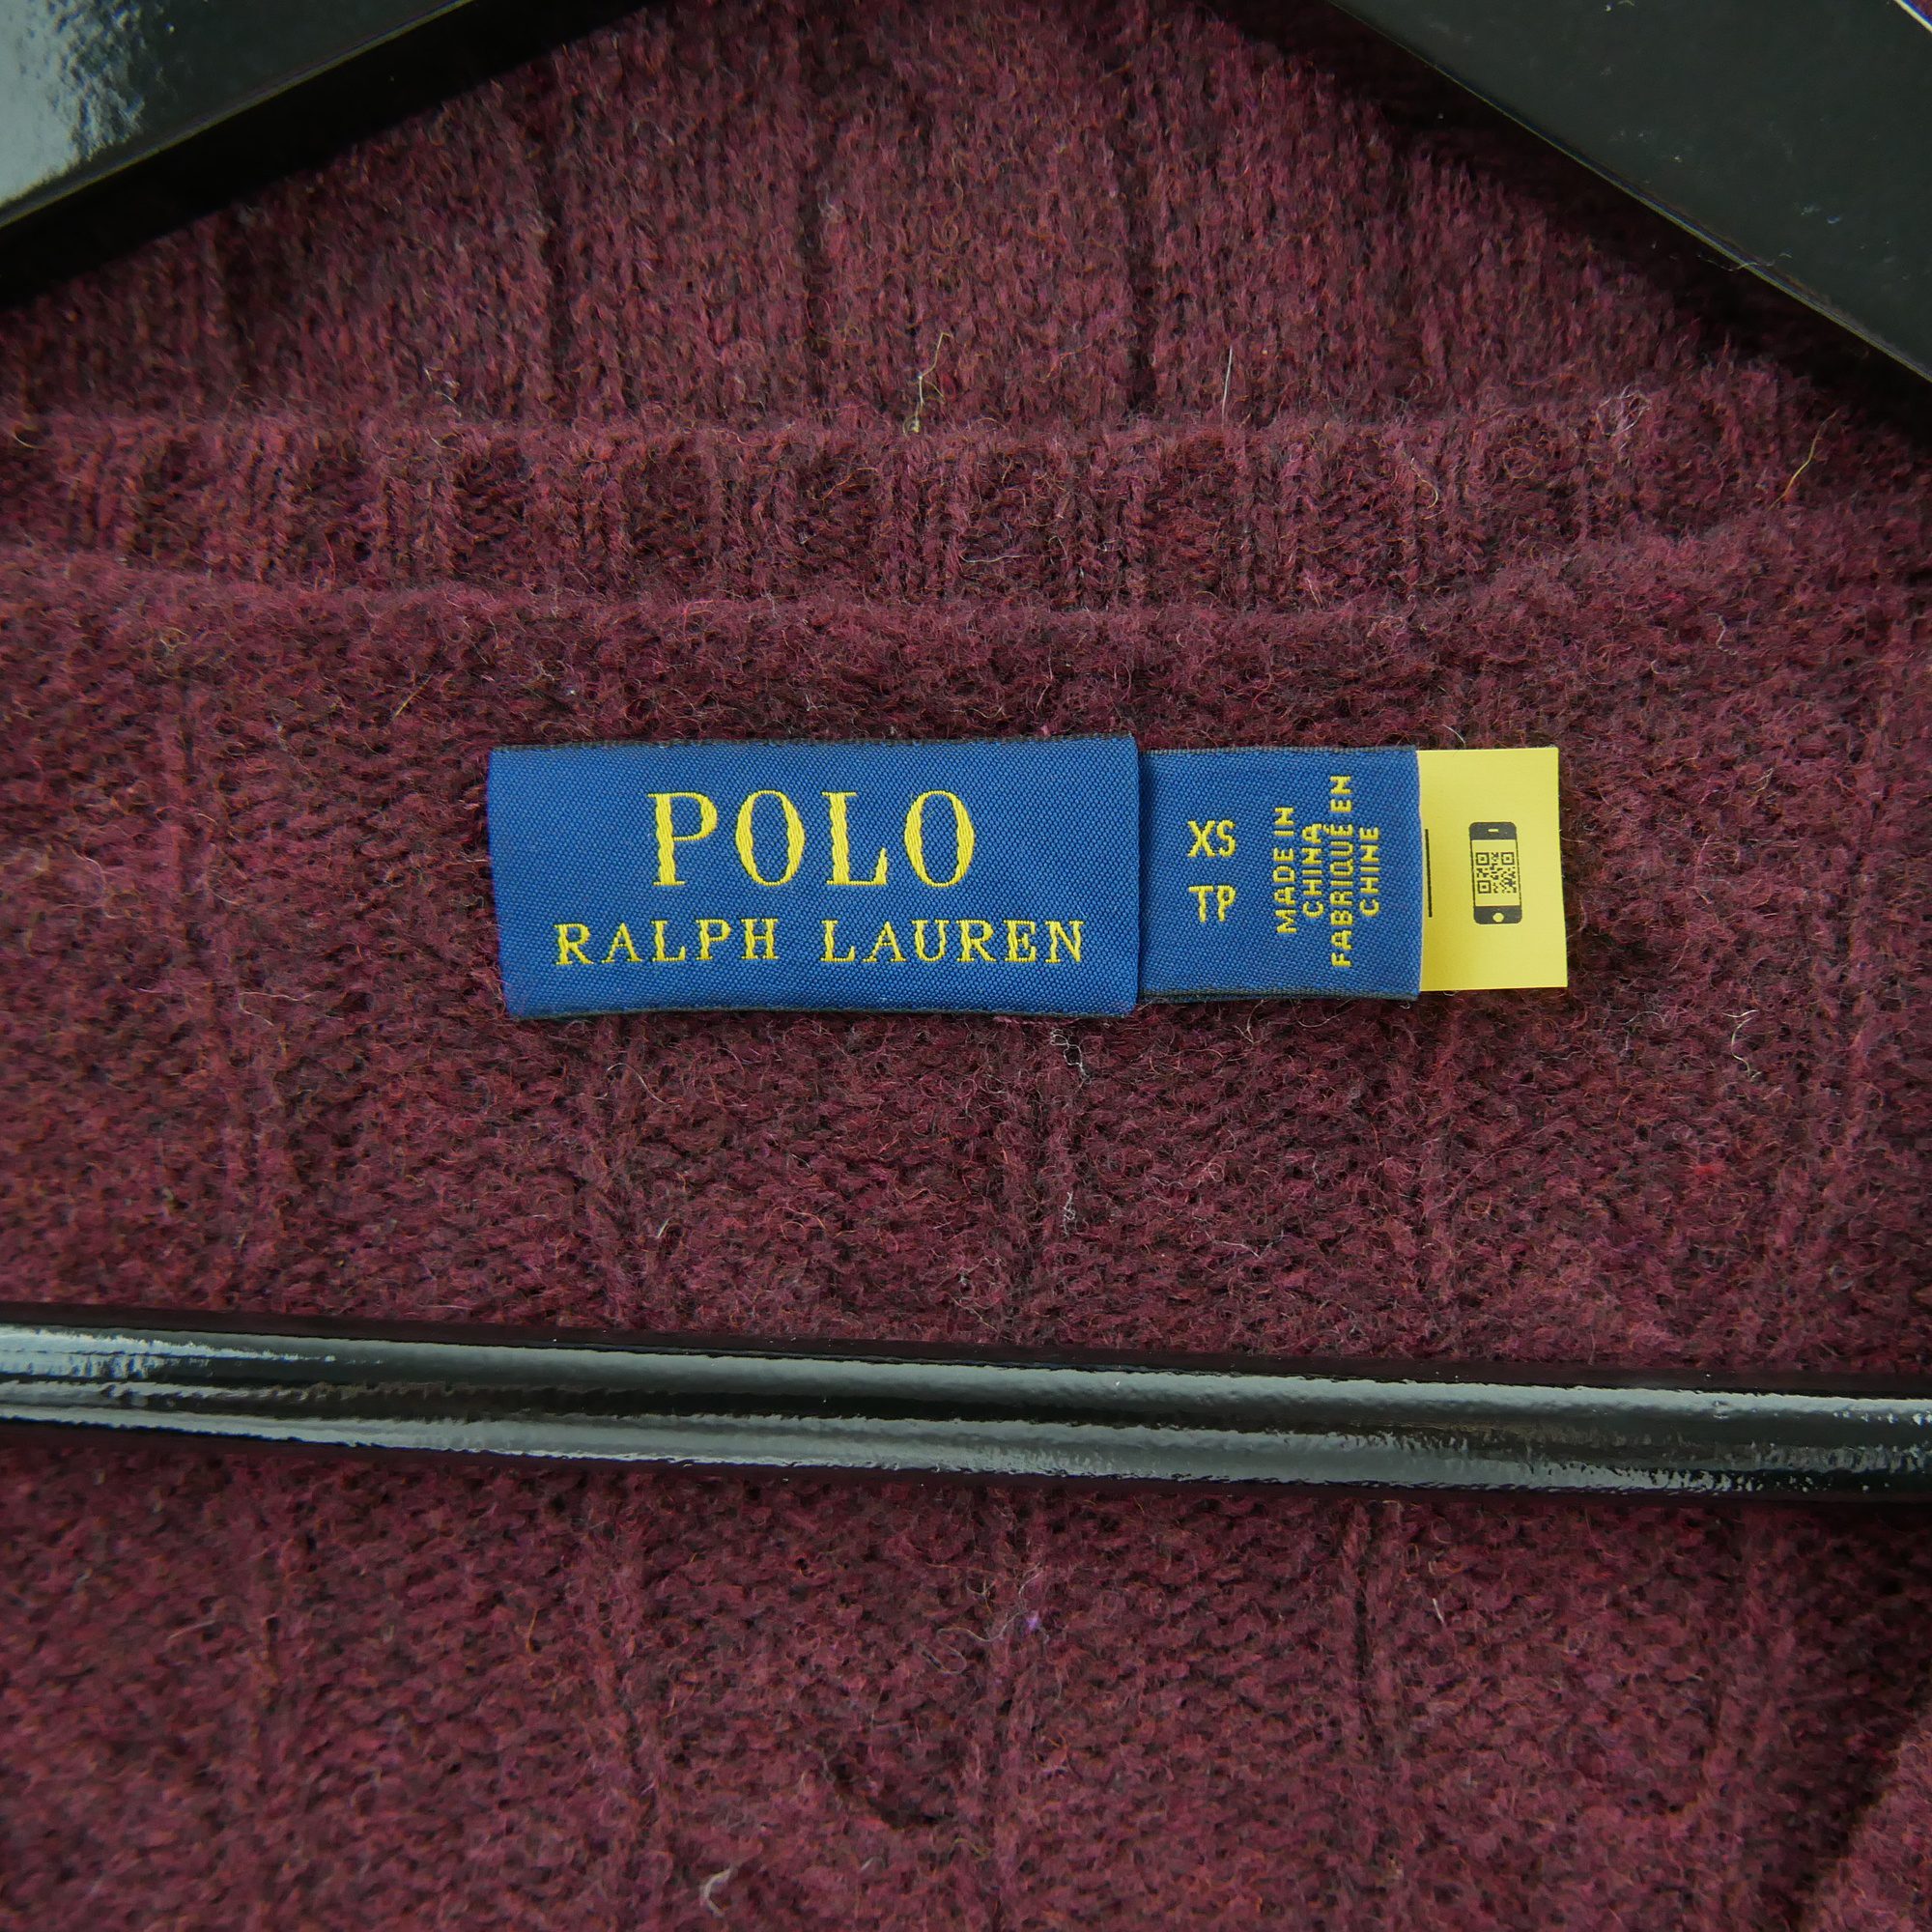 POLO
RALPH LAUREN
XS
TP
MADE IN
CHINA
FABRIQUÉ EN
CHINE